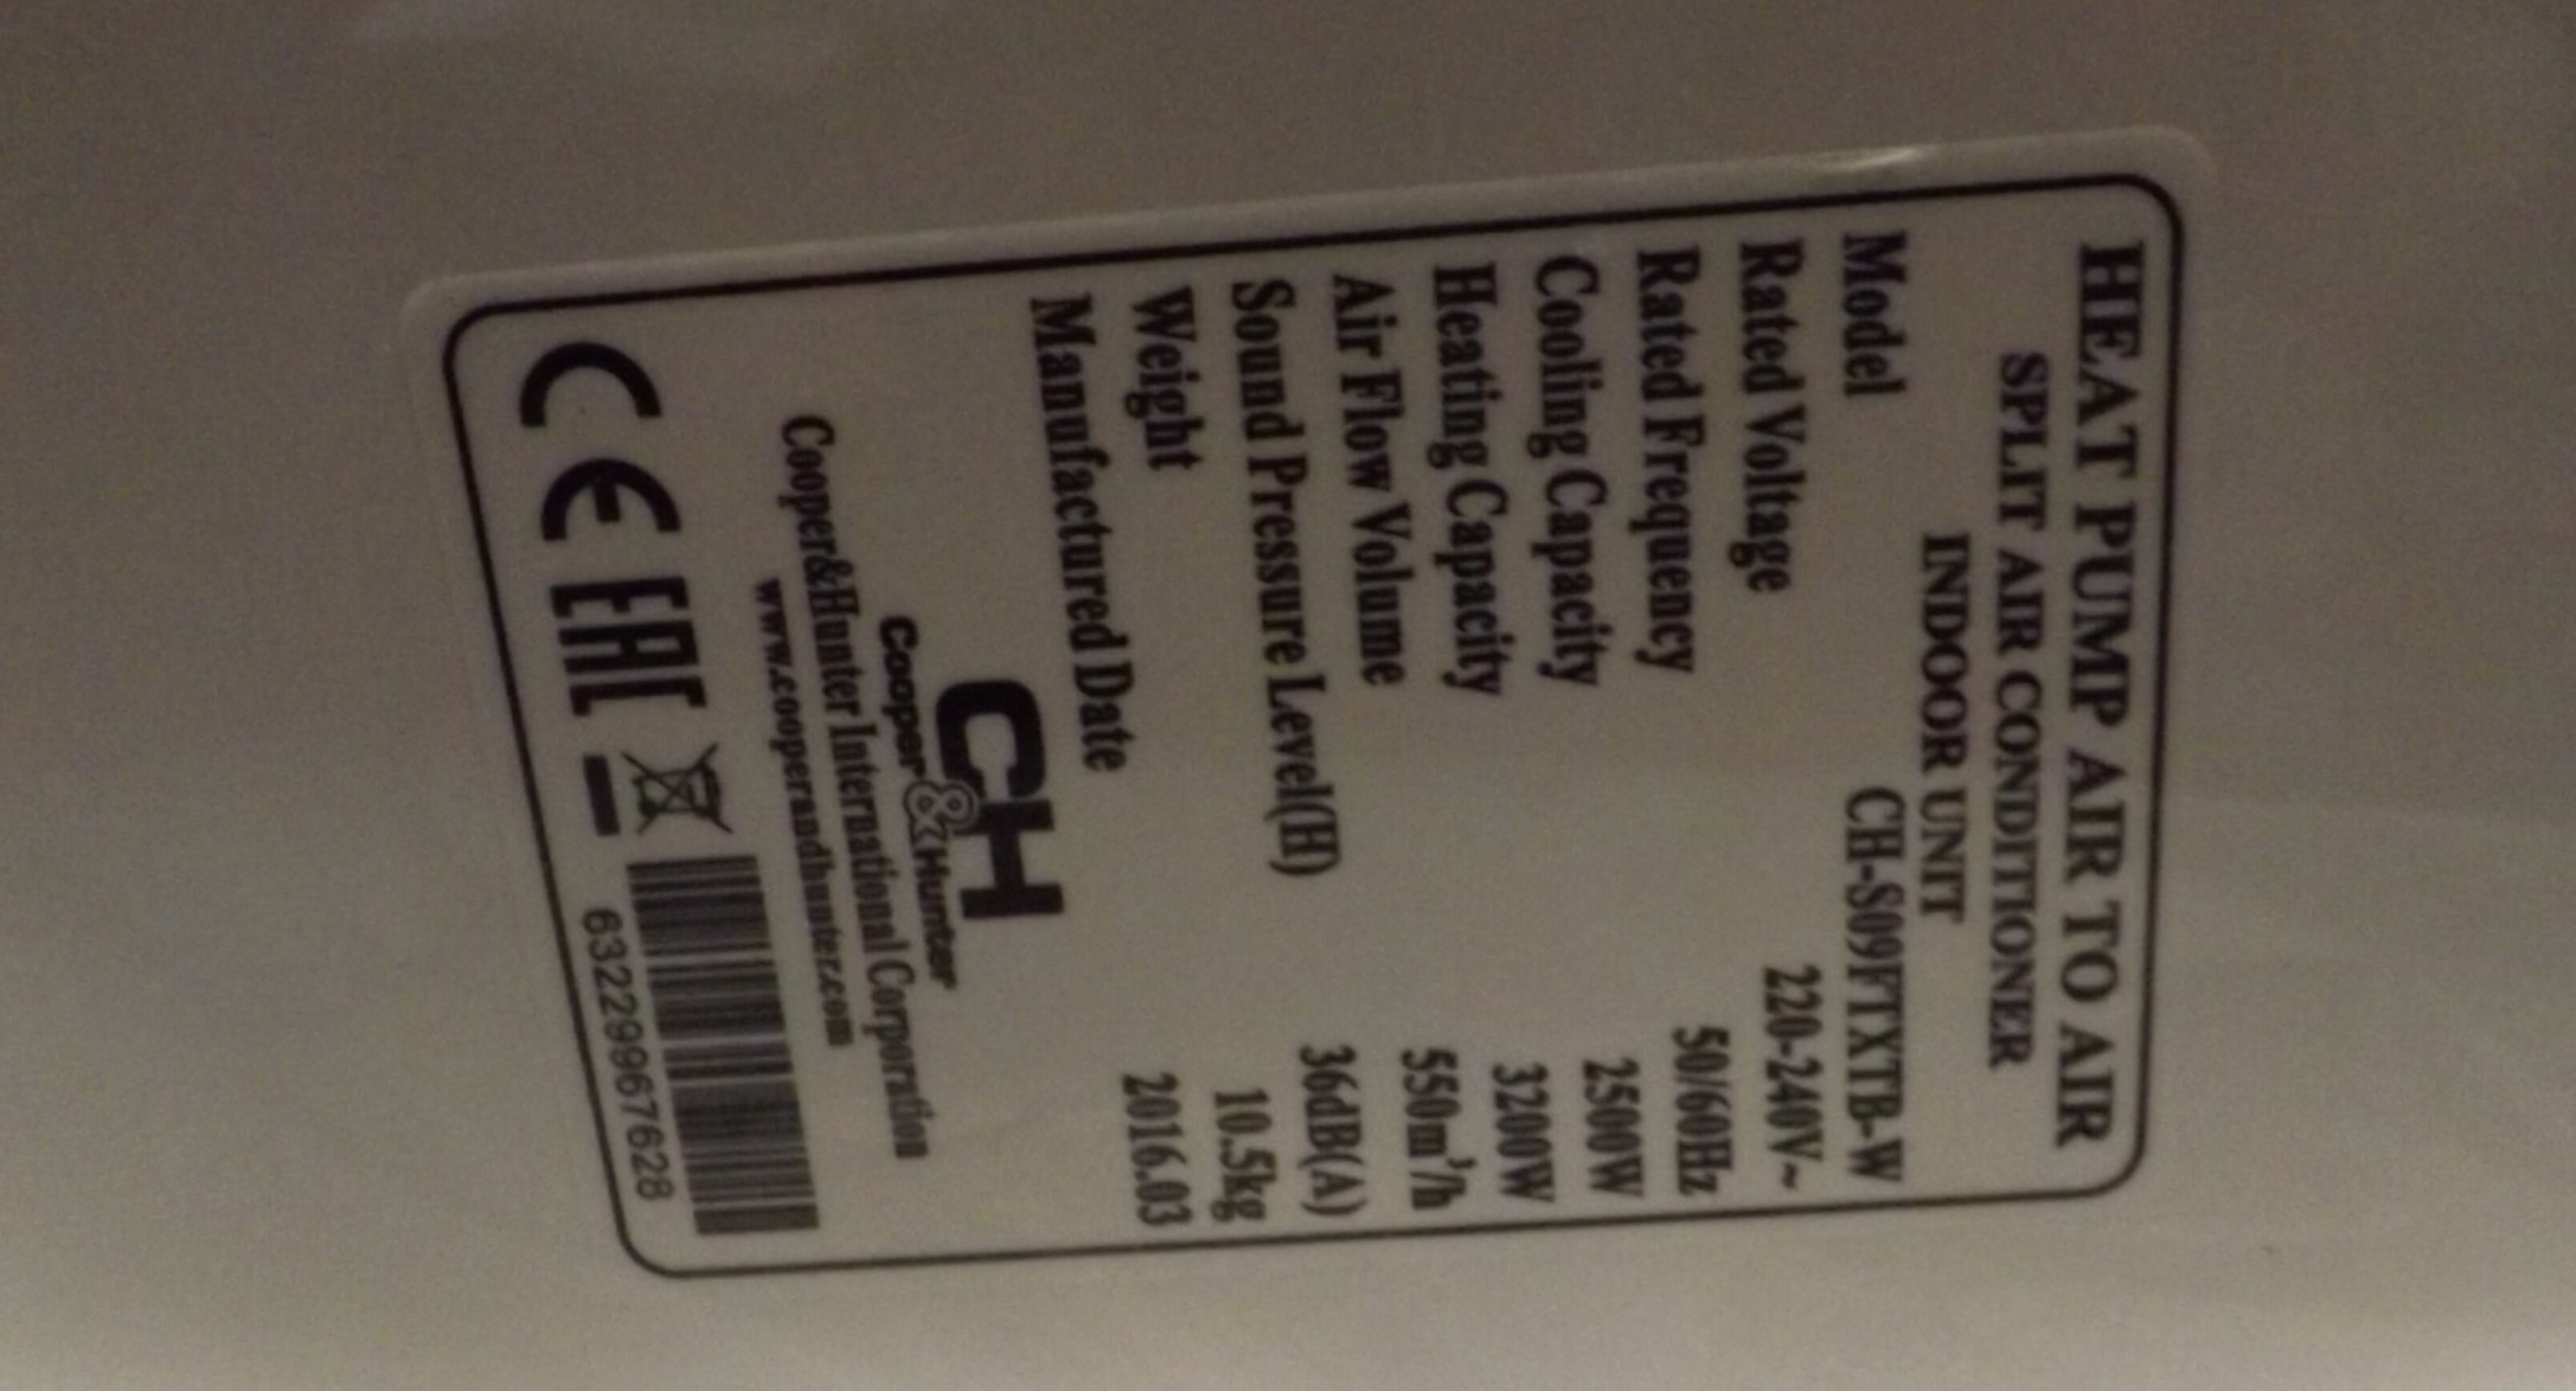 HEAT PUMP AIR TO AIR
SPLIT AIR CONDITIONER
INDOOR UNIT
Model CH-S09FTXTB-W
Rated Voltage 220-240V~
Rated Frequency 50/60Hz
Cooling Capacity 2500W
Heating Capacity 3200W
Air Flow Volume 550m³/h
Sound Pressure Level(H) 36dB(A)
Weight 10.5kg
Manufactured Date 2016.03
CH
Cooper&Hunter
Cooper&Hunter International Corporation
www.cooperandhunter.com
CE EAC
632299867628